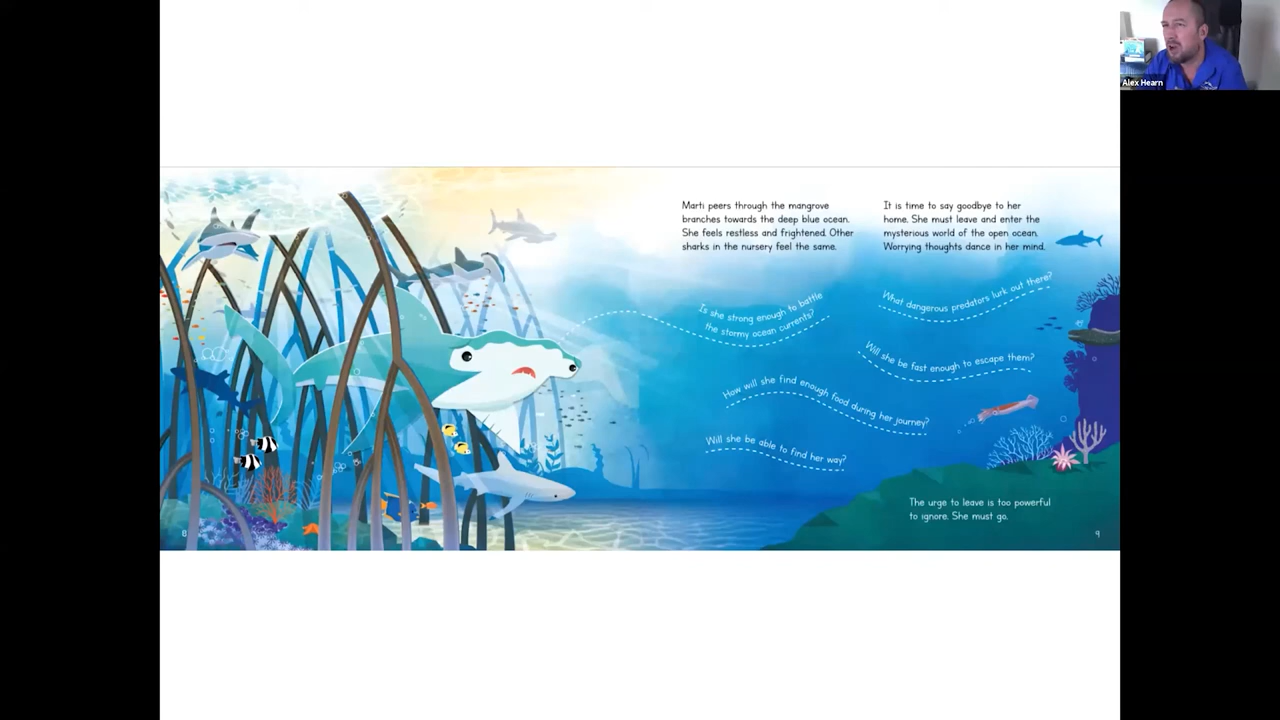 Alex Hearn
Marti peers through the mangrove
branches towards the deep blue ocean.
She feels restless and frightened. Other
sharks in the nursery feel the same.
It is time to say goodbye to her
home. She must leave and enter the
mysterious world of the open ocean.
Worrying thoughts dance in her mind.
Is she strong enough to battle
the stormy ocean currents?
What dangerous predators lurk out there?
Will she be fast enough to escape them?
How will she find enough food during her journey?
Will she be able to find her way?
The urge to leave is too powerful
to ignore. She must go.
8
9